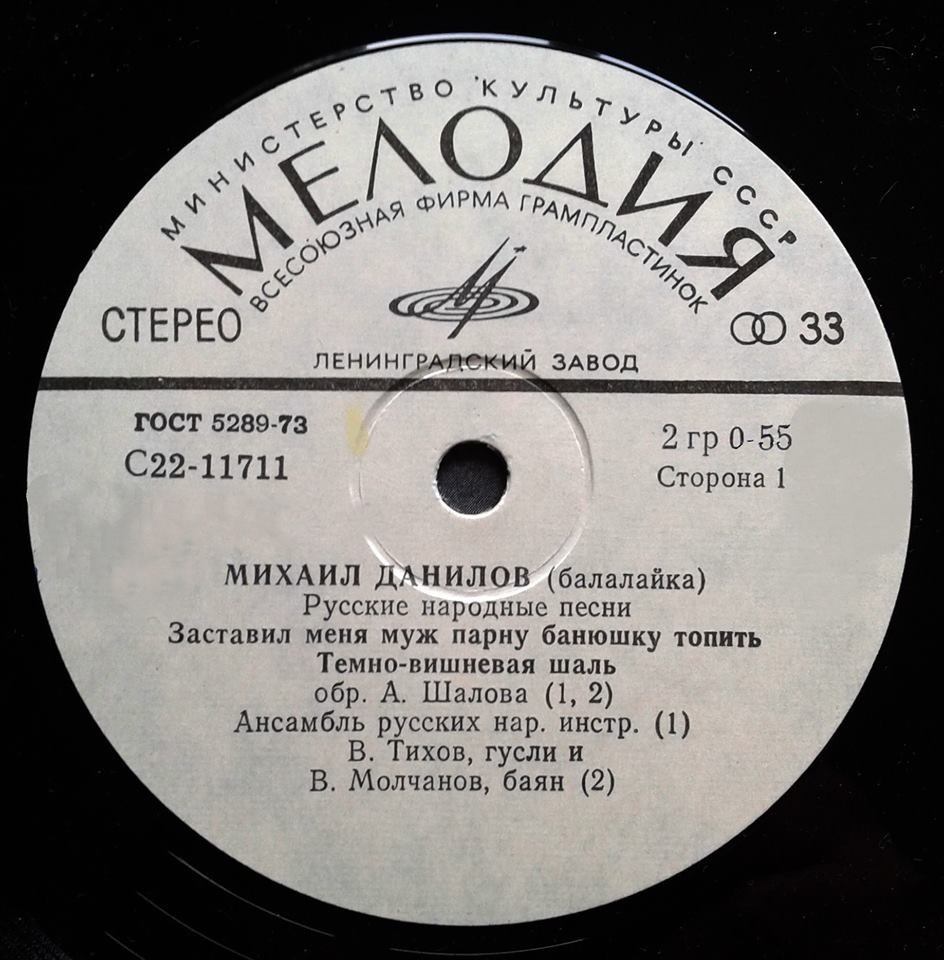 МИНИСТЕРСТВО КУЛЬТУРЫ СССР
МЕЛОДИЯ
ВСЕСОЮЗНАЯ ФИРМА ГРАМПЛАСТИНОК
СТЕРЕО
33
ЛЕНИНГРАДСКИЙ ЗАВОД
ГОСТ 5289-73
2 гр 0-55
С22-11711
Сторона 1
МИХАИЛ ДАНИЛОВ (балалайка)
Русские народные песни
Заставил меня муж парну банюшку топить
Темно-вишневая шаль
обр. А. Шалова (1, 2)
Ансамбль русских нар. инстр. (1)
В. Тихов, гусли и
В. Молчанов, баян (2)